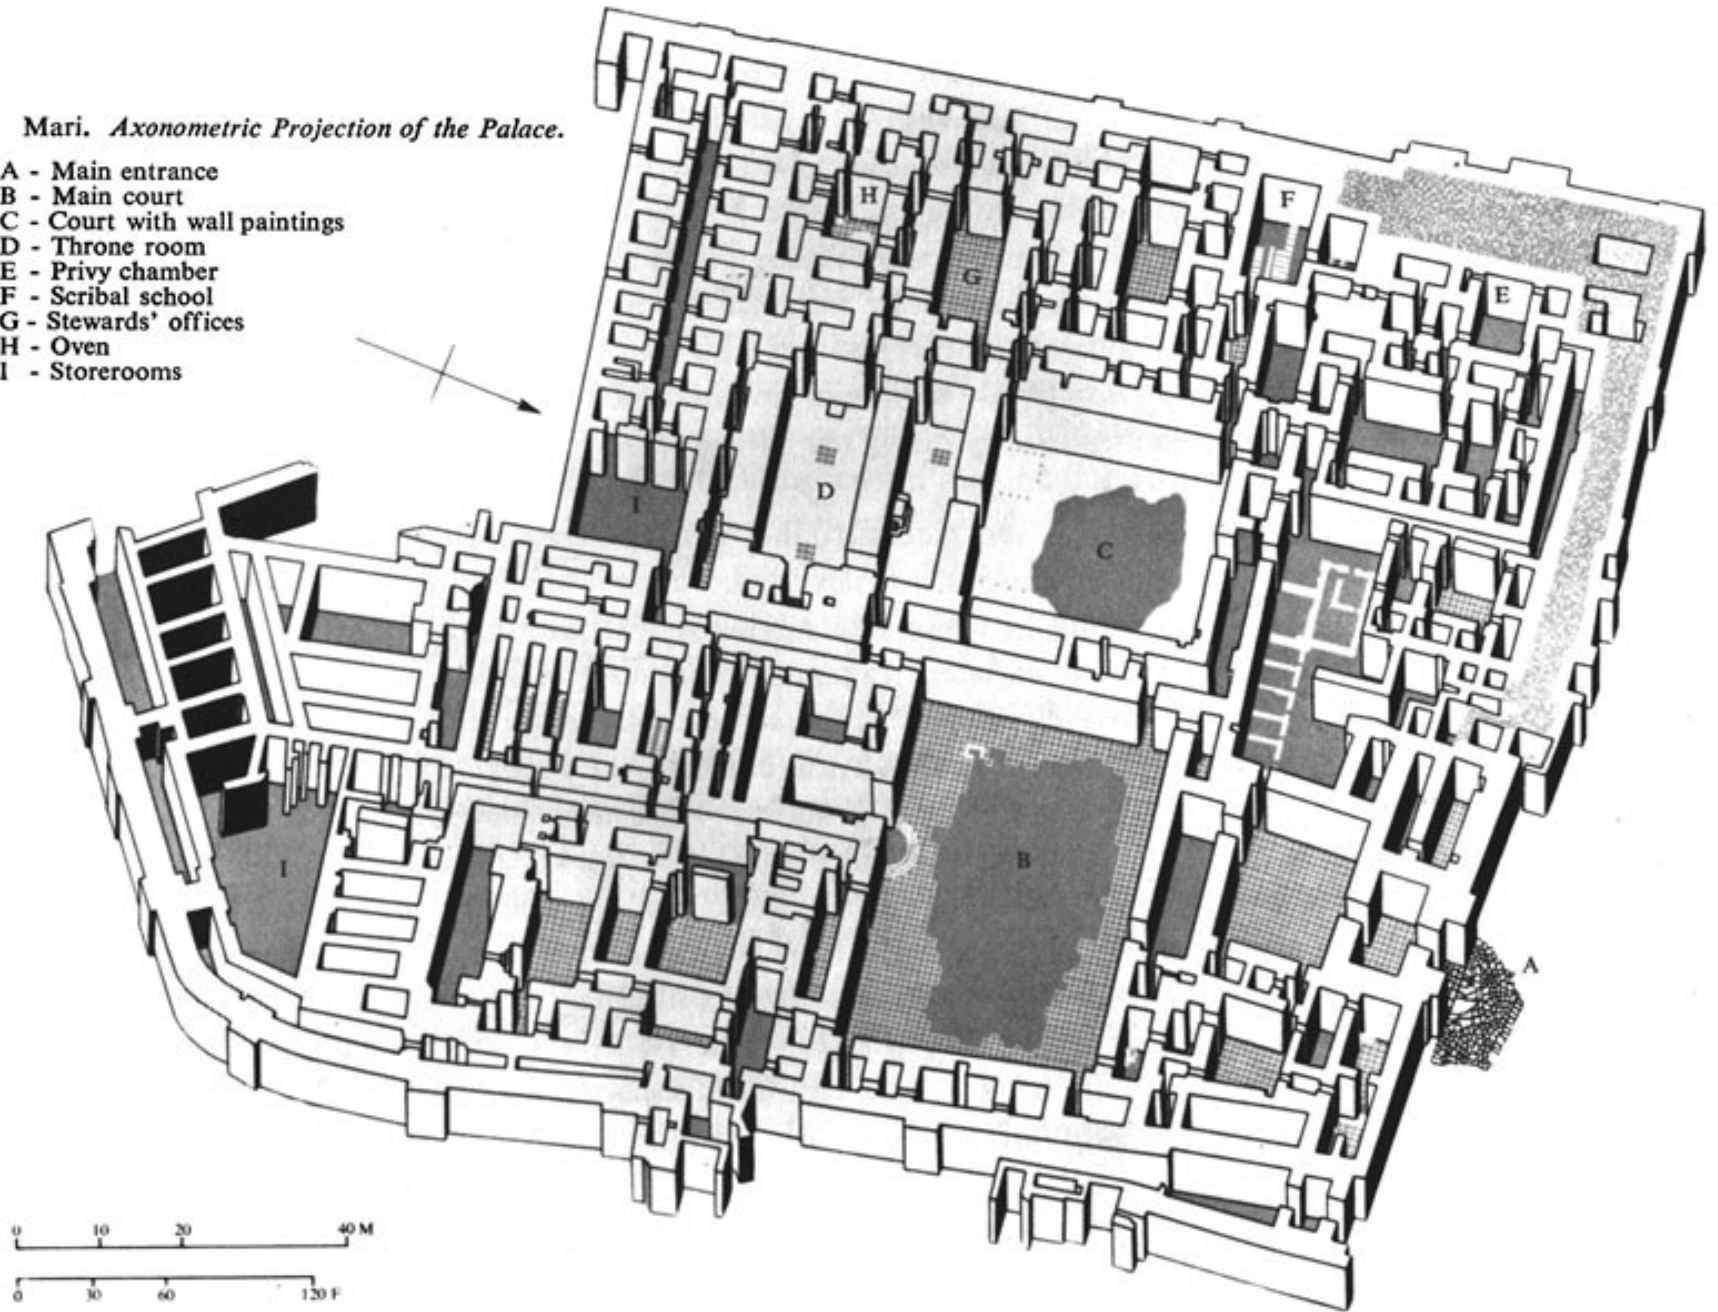 Mari. Axonometric Projection of the Palace.
A - Main entrance
B - Main court
C - Court with wall paintings
D - Throne room
E - Privy chamber
F - Scribal school
G - Stewards' offices
H - Oven
I - Storerooms
H
F
G
E
D
I
C
B
I
A
0 10 20 40 M
0 30 60 120 F